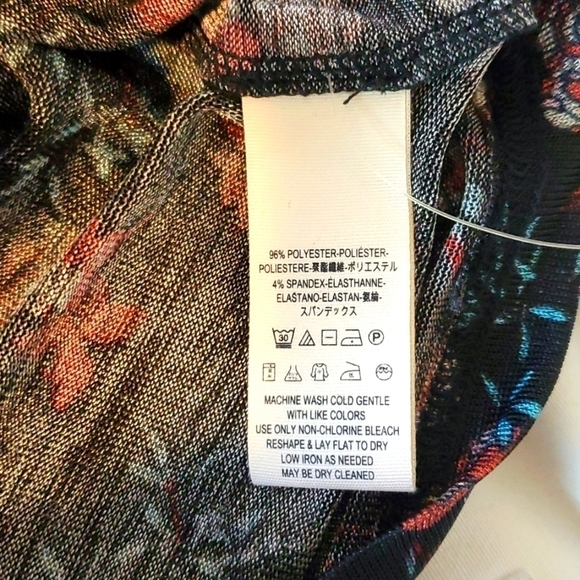 96% POLYESTER-POLIÉSTER-
POLIESTERE-聚酯纖維-ポリエステル
4% SPANDEX-ÉLASTHANNE-
ELASTANO-ELASTAN-氨綸-
スパンデックス
30 P
MACHINE WASH COLD GENTLE
WITH LIKE COLORS
USE ONLY NON-CHLORINE BLEACH
RESHAPE & LAY FLAT TO DRY
LOW IRON AS NEEDED
MAY BE DRY CLEANED